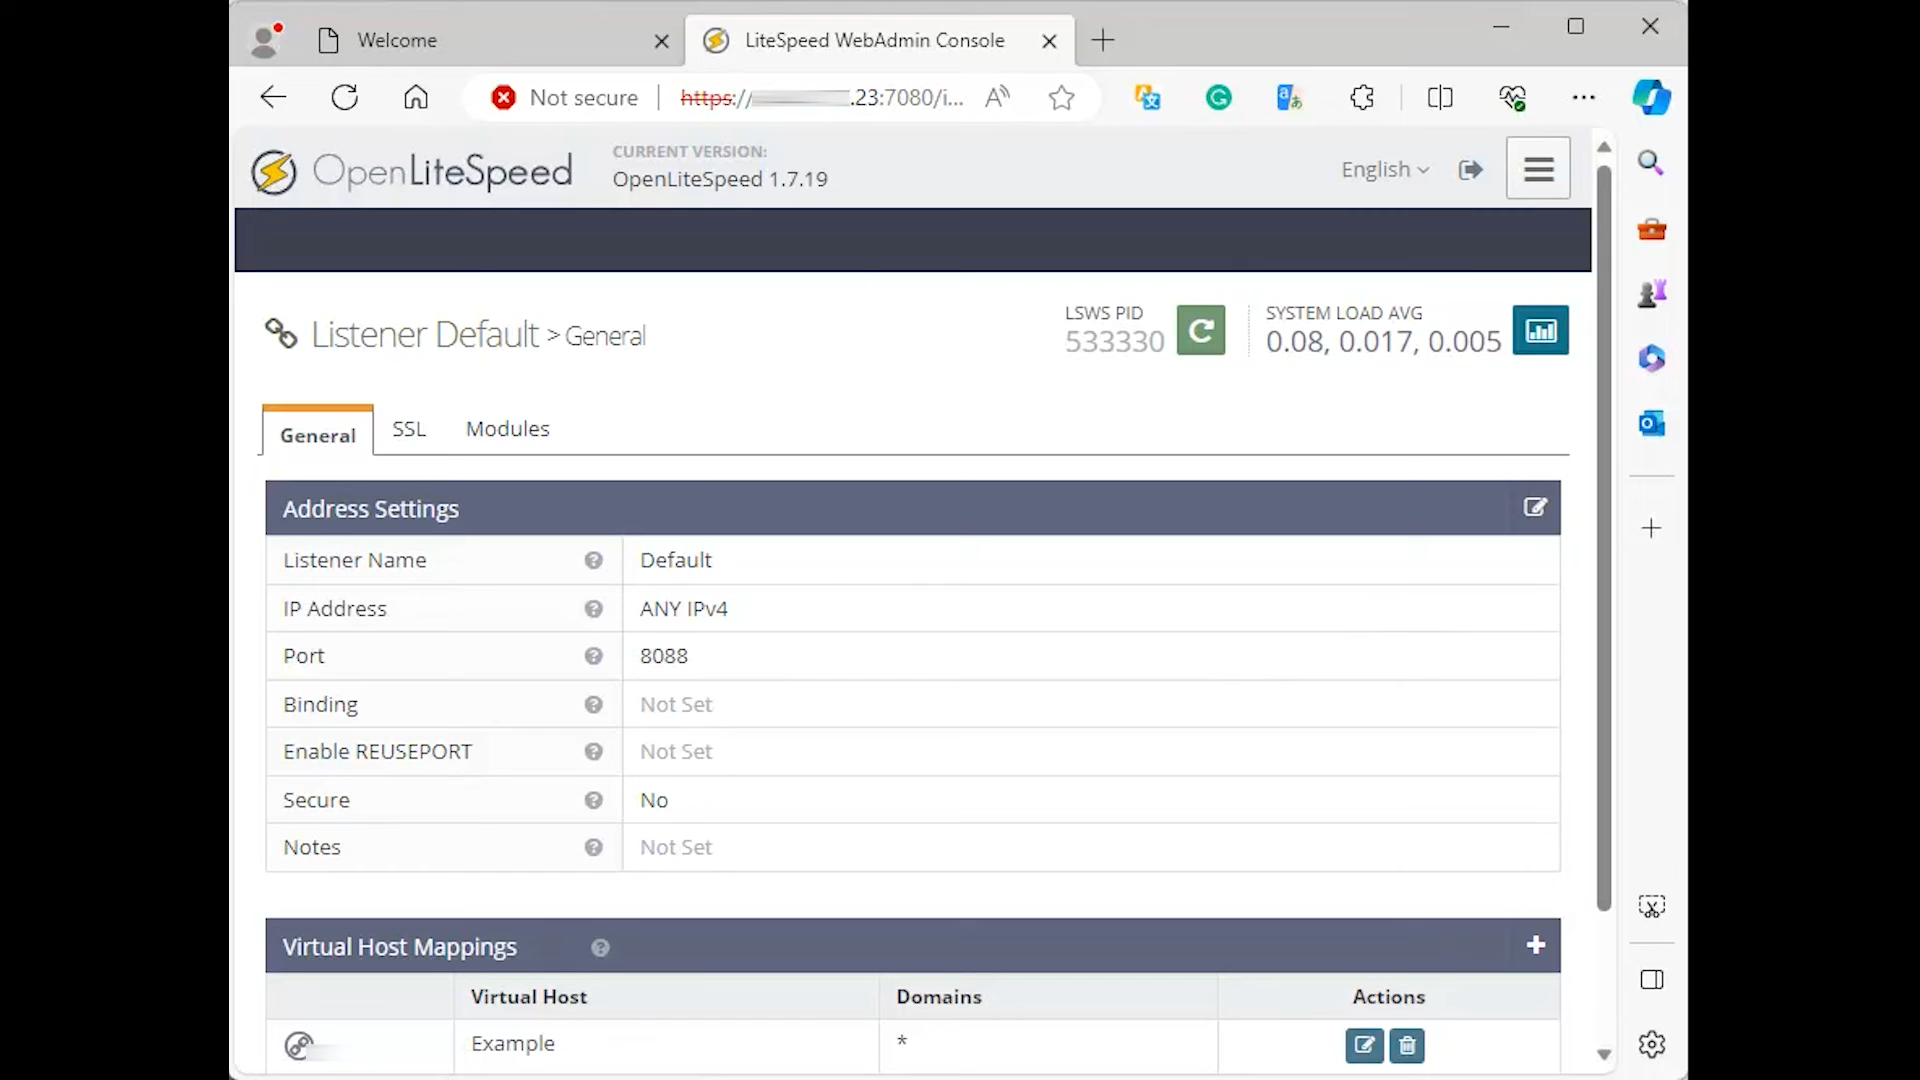 Welcome
LiteSpeed WebAdmin Console
Not secure
https://
.23:7080/i...
OpenLiteSpeed
CURRENT VERSION:
OpenLiteSpeed 1.7.19
English
Listener Default > General
LSWS PID
533330
SYSTEM LOAD AVG
0.08, 0.017, 0.005
General
SSL
Modules
Address Settings
Listener Name
Default
IP Address
ANY IPv4
Port
8088
Binding
Not Set
Enable REUSEPORT
Not Set
Secure
No
Notes
Not Set
Virtual Host Mappings
Virtual Host
Domains
Actions
Example
*